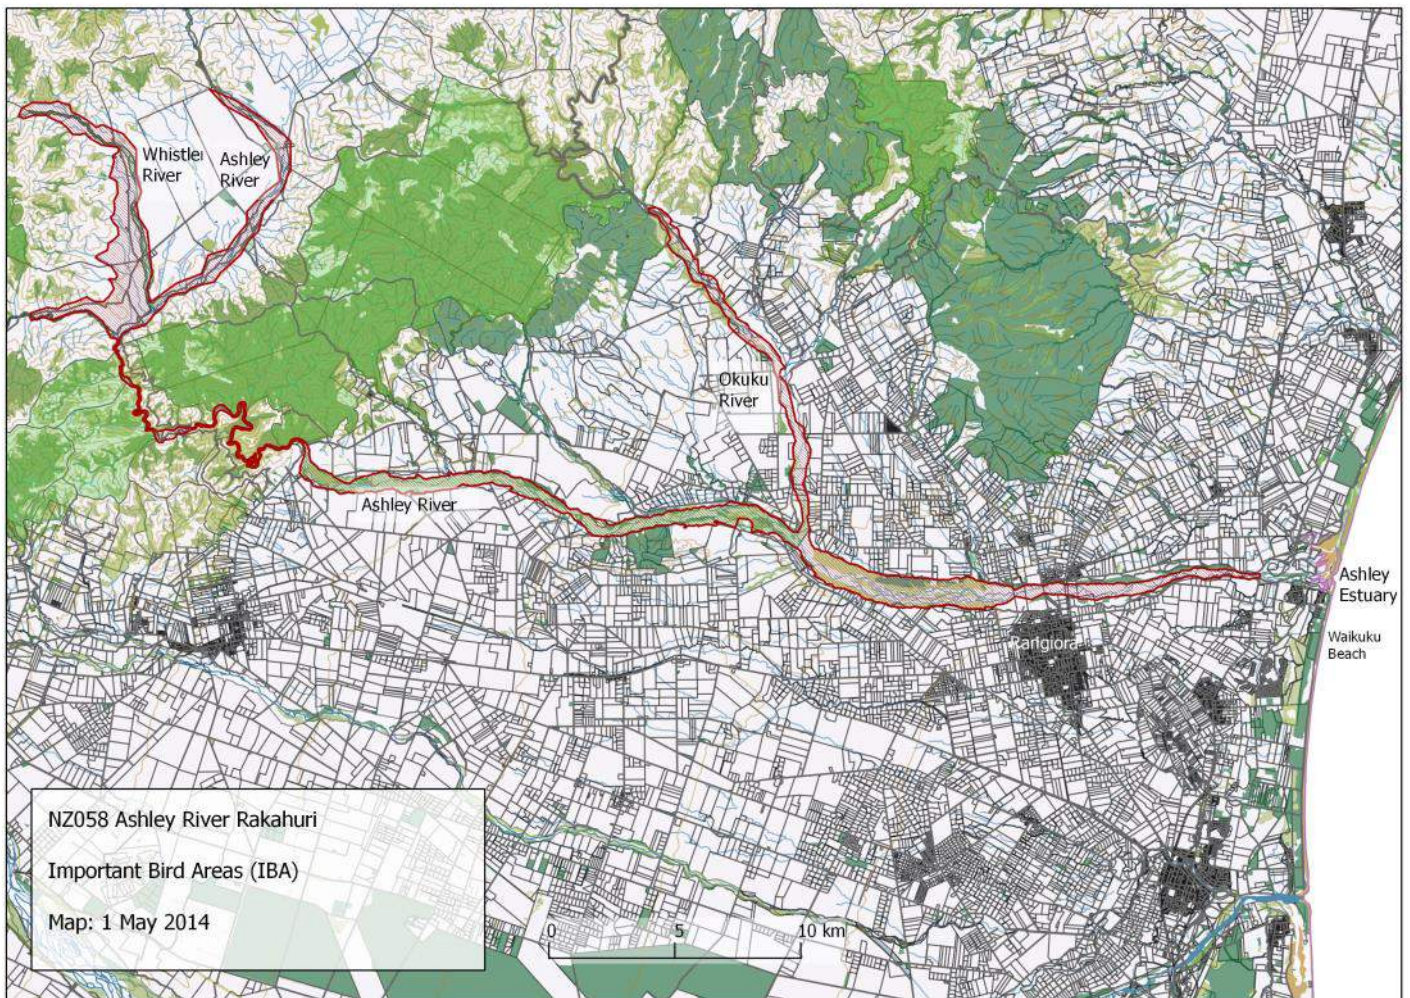 Whistler
River
Ashley
River
Okuku
River
Ashley River
Ashley
Estuary
Rangiora
Waikuku
Beach
NZ058 Ashley River Rakahuri
Important Bird Areas (IBA)
Map: 1 May 2014
0 5 10 km